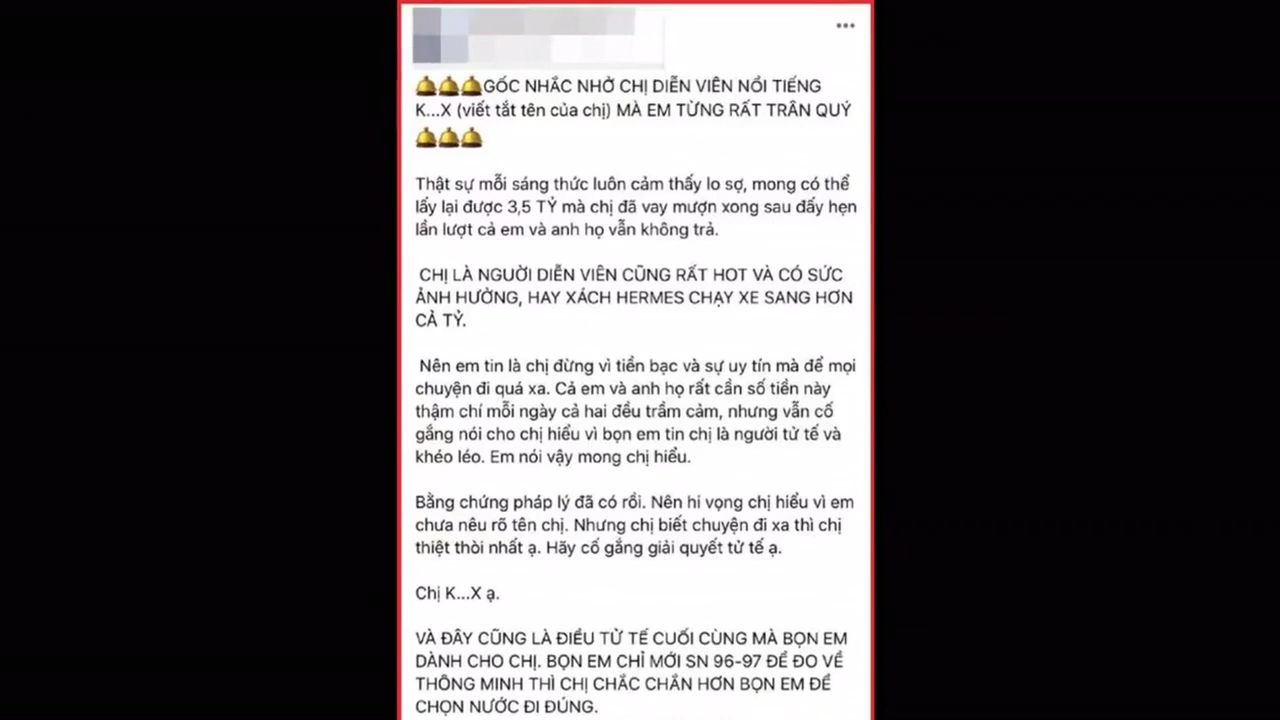 🛎🛎🛎GỐC NHẮC NHỞ CHỊ DIỄN VIÊN NỔI TIẾNG
K...X (viết tắt tên của chị) MÀ EM TỪNG RẤT TRÂN QUÝ
🛎🛎🛎
Thật sự mỗi sáng thức luôn cảm thấy lo sợ, mong có thể
lấy lại được 3,5 TỶ mà chị đã vay mượn xong sau đấy hẹn
lần lượt cả em và anh họ vẫn không trả.
CHỊ LÀ NGƯỜI DIỄN VIÊN CŨNG RẤT HOT VÀ CÓ SỨC
ẢNH HƯỞNG, HAY XÁCH HERMES CHẠY XE SANG HƠN
CẢ TỶ.
Nên em tin là chị đừng vì tiền bạc và sự uy tín mà để mọi
chuyện đi quá xa. Cả em và anh họ rất cần số tiền này
thậm chí mỗi ngày cả hai đều trầm cảm, nhưng vẫn cố
gắng nói cho chị hiểu vì bọn em tin chị là người tử tế và
khéo léo. Em nói vậy mong chị hiểu.
Bằng chứng pháp lý đã có rồi. Nên hi vọng chị hiểu vì em
chưa nêu rõ tên chị. Nhưng chị biết chuyện đi xa thì chị
thiệt thòi nhất ạ. Hãy cố gắng giải quyết tử tế ạ.
Chị K...X ạ.
VÀ ĐÂY CŨNG LÀ ĐIỀU TỬ TẾ CUỐI CÙNG MÀ BỌN EM
DÀNH CHO CHỊ. BỌN EM CHỈ MỚI SN 96-97 ĐỂ ĐO VỀ
THÔNG MINH THÌ CHỊ CHẮC CHẮN HƠN BỌN EM ĐỂ
CHỌN NƯỚC ĐI ĐÚNG.